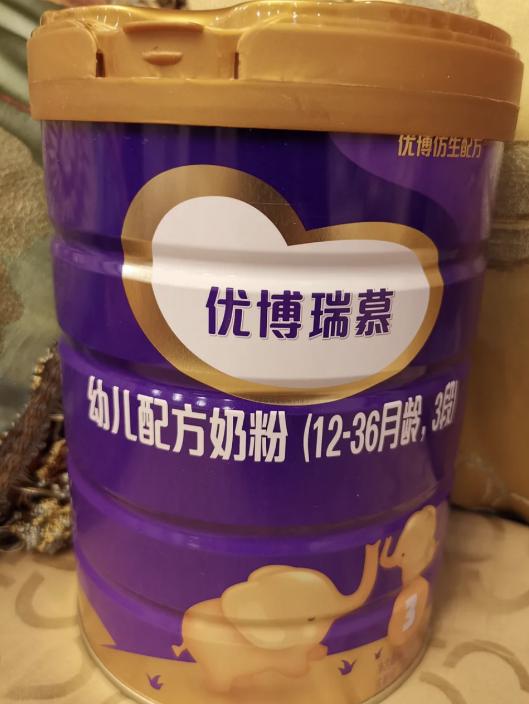 优博仿生配方
优博瑞慕
幼儿配方奶粉 (12-36月龄, 3段)
3